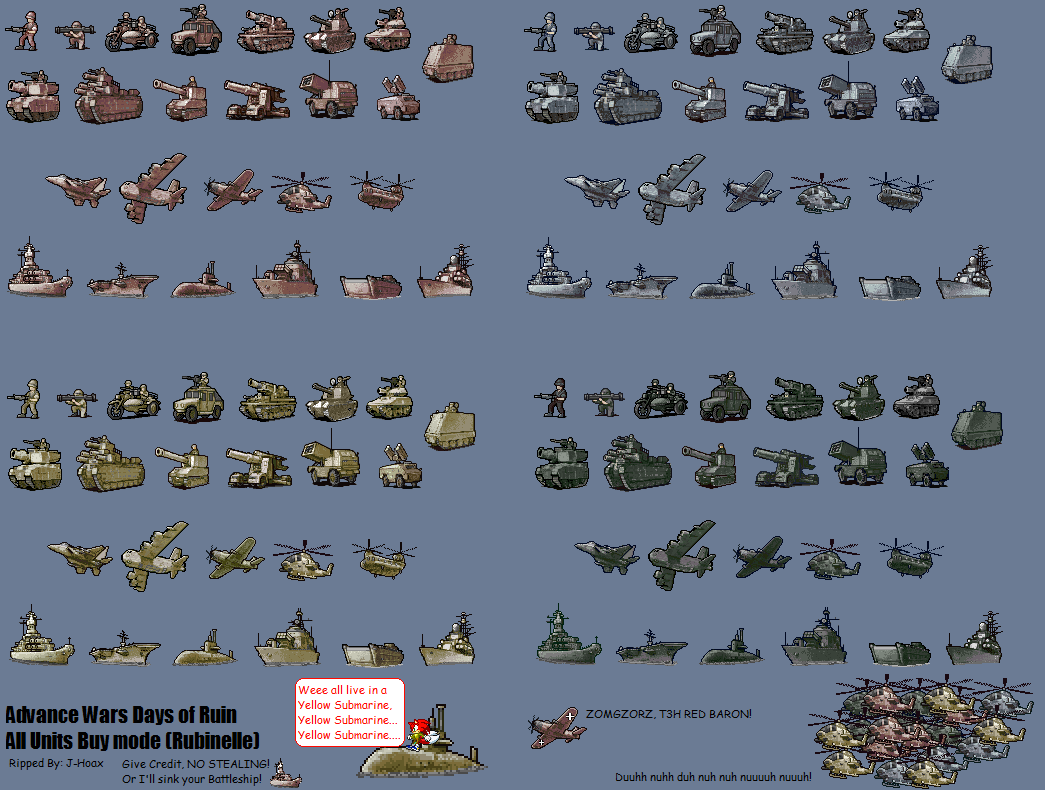 Weee all live in a
Yellow Submarine,
Yellow Submarine...
Yellow Submarine....
Advance Wars Days of Ruin
All Units Buy mode (Rubinelle)
Ripped By: J-Hoax
Give Credit, NO STEALING!
Or I'll sink your Battleship!
ZOMGZORZ, T3H RED BARON!
Duuhh nuhh duh nuh nuh nuuuuh nuuuh!